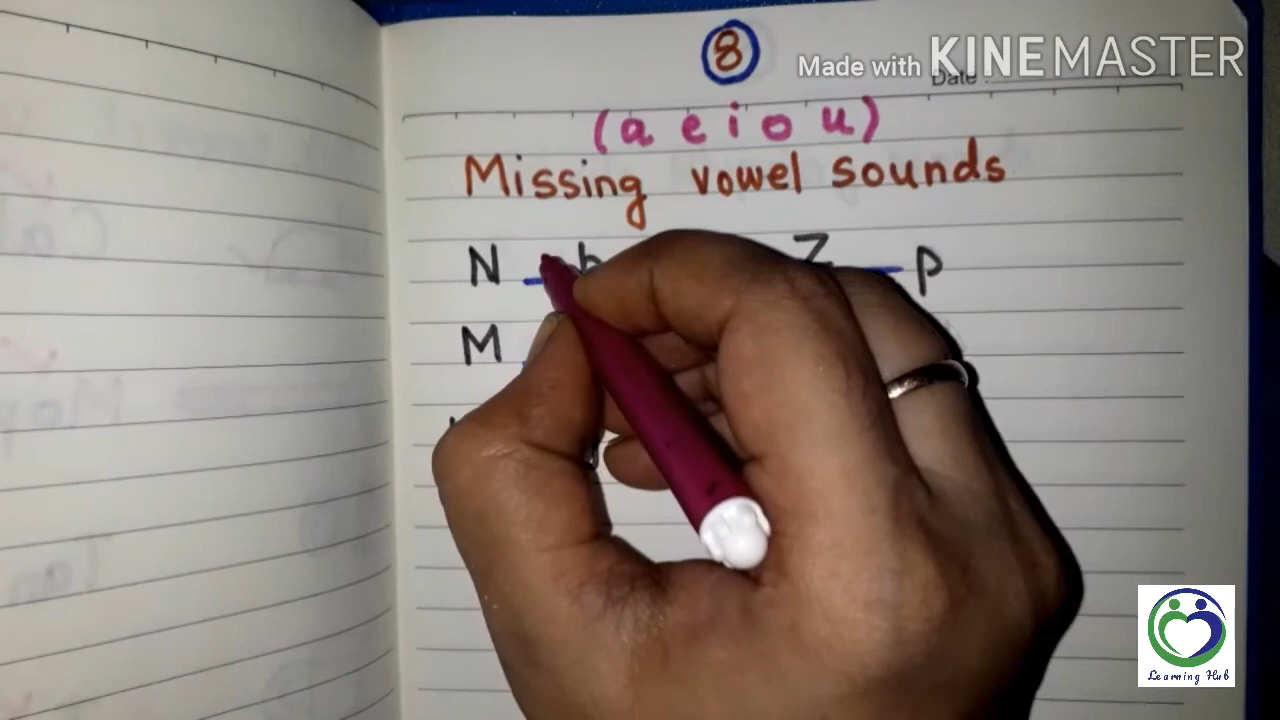 8
Made with KINEMASTER
Date :
(a e i o u)
Missing vowel sounds
N _ b Z _ p
M _
Learning Hub